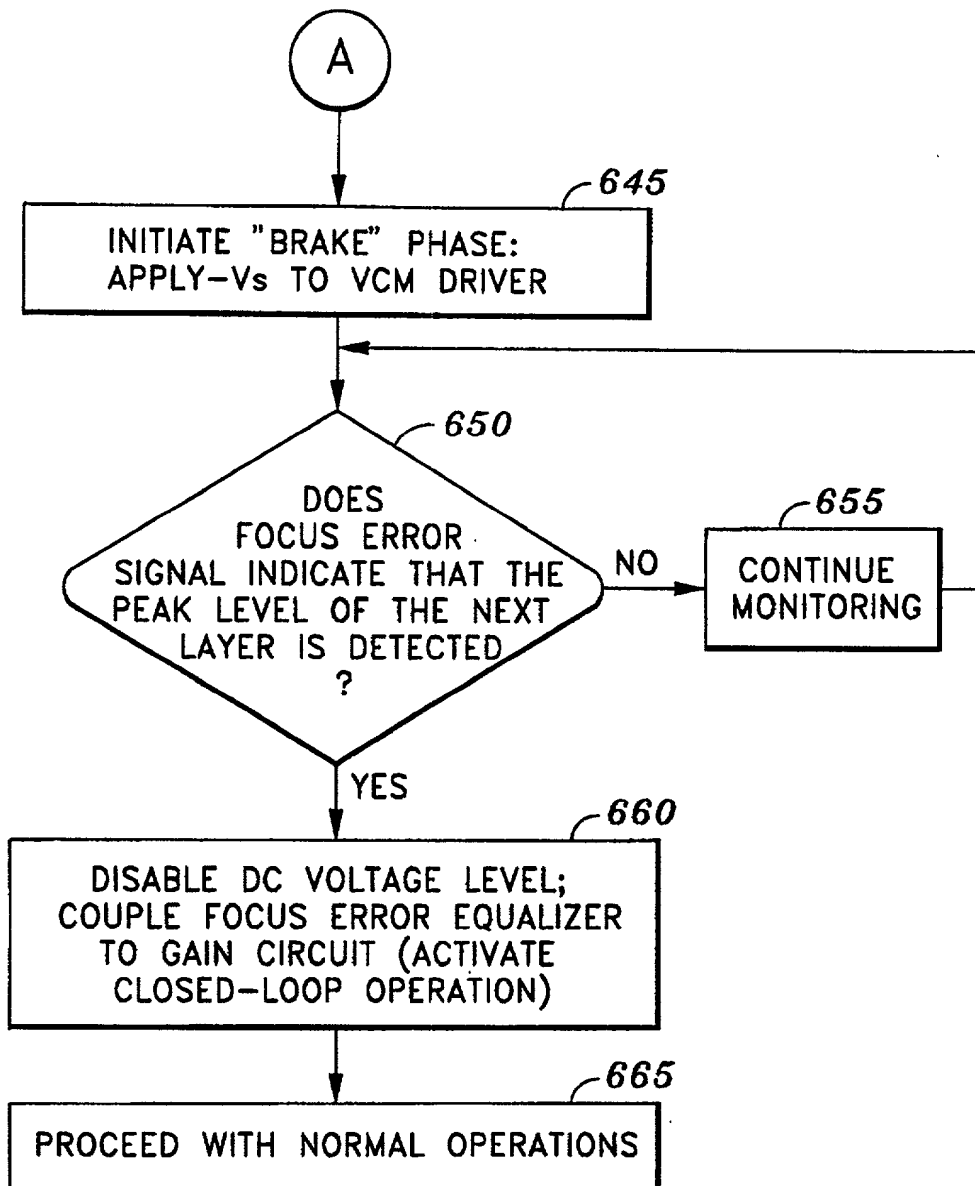 A
645
INITIATE "BRAKE" PHASE:
APPLY-Vs TO VCM DRIVER
650
DOES
FOCUS ERROR
SIGNAL INDICATE THAT THE
PEAK LEVEL OF THE NEXT
LAYER IS DETECTED
?
NO
655
CONTINUE
MONITORING
YES
660
DISABLE DC VOLTAGE LEVEL;
COUPLE FOCUS ERROR EQUALIZER
TO GAIN CIRCUIT (ACTIVATE
CLOSED-LOOP OPERATION)
665
PROCEED WITH NORMAL OPERATIONS